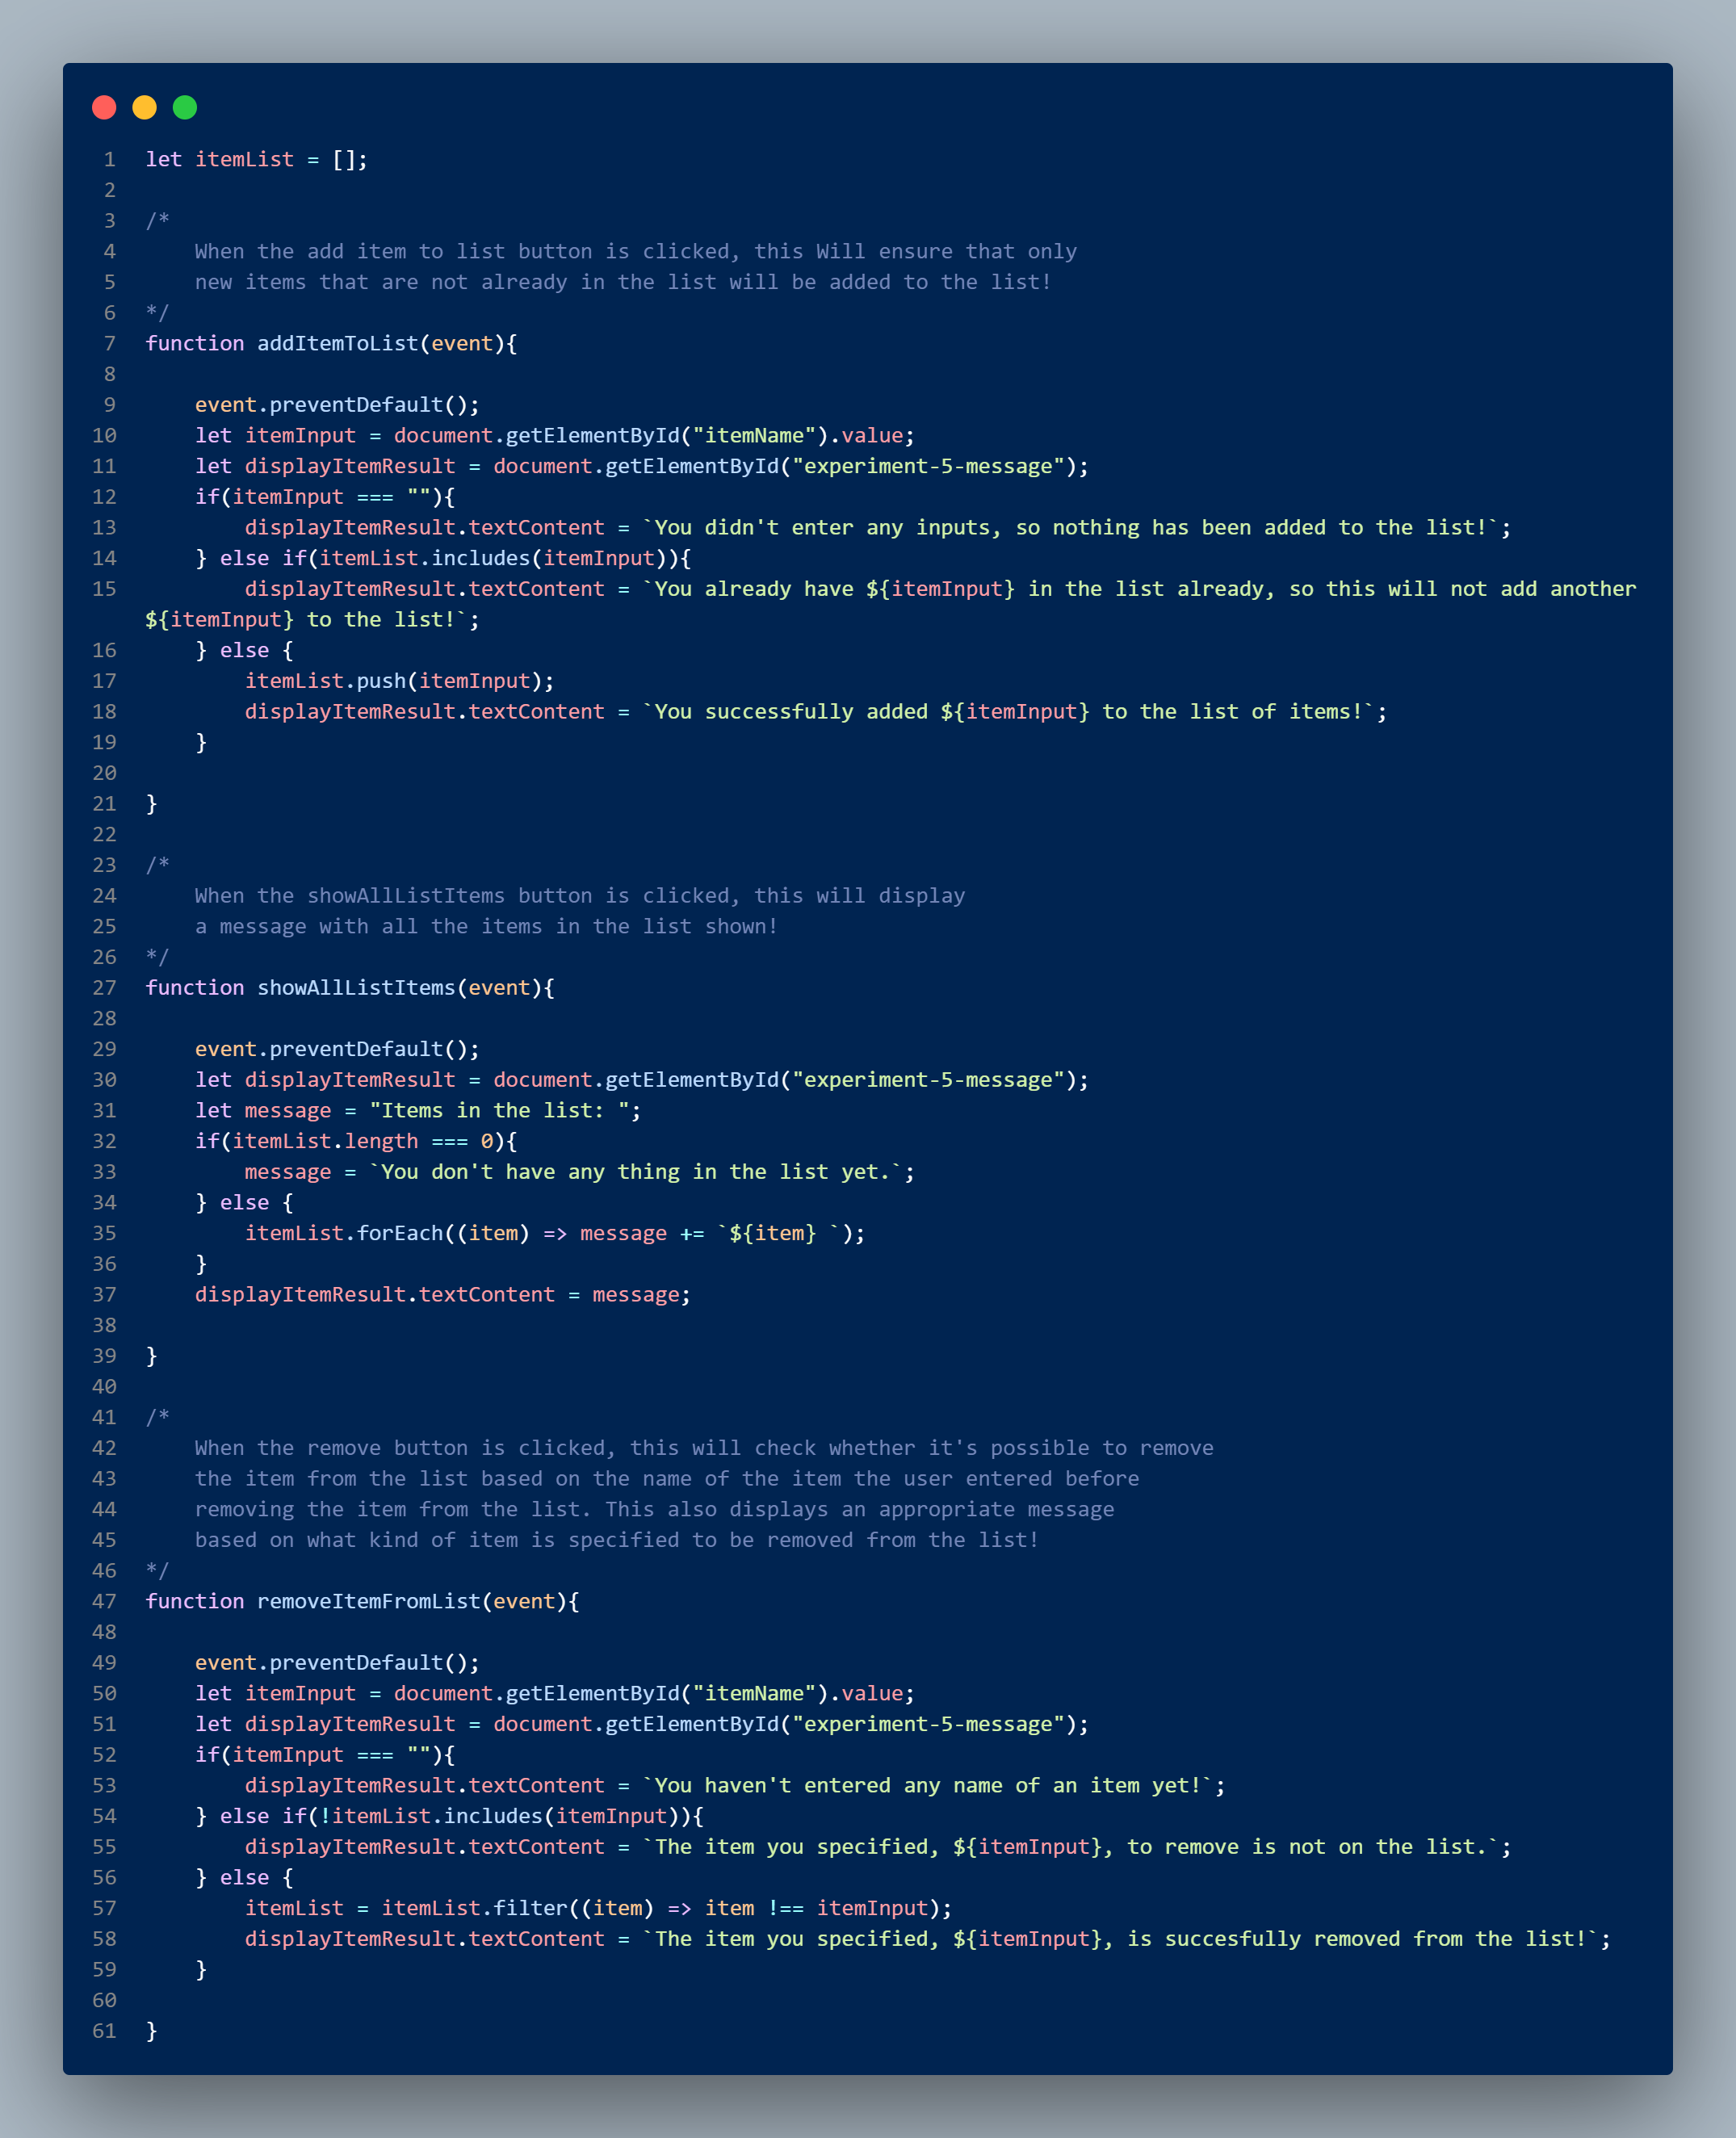 1 let itemList = [];
2
3 /*
4     When the add item to list button is clicked, this Will ensure that only
5     new items that are not already in the list will be added to the list!
6 */
7 function addItemToList(event){
8
9     event.preventDefault();
10     let itemInput = document.getElementById("itemName").value;
11     let displayItemResult = document.getElementById("experiment-5-message");
12     if(itemInput === ""){
13         displayItemResult.textContent = `You didn't enter any inputs, so nothing has been added to the list!`;
14     } else if(itemList.includes(itemInput)){
15         displayItemResult.textContent = `You already have ${itemInput} in the list already, so this will not add another
${itemInput} to the list!`;
16     } else {
17         itemList.push(itemInput);
18         displayItemResult.textContent = `You successfully added ${itemInput} to the list of items!`;
19     }
20
21 }
22
23 /*
24     When the showAllListItems button is clicked, this will display
25     a message with all the items in the list shown!
26 */
27 function showAllListItems(event){
28
29     event.preventDefault();
30     let displayItemResult = document.getElementById("experiment-5-message");
31     let message = "Items in the list: ";
32     if(itemList.length === 0){
33         message = `You don't have any thing in the list yet.`;
34     } else {
35         itemList.forEach((item) => message += `${item} `);
36     }
37     displayItemResult.textContent = message;
38
39 }
40
41 /*
42     When the remove button is clicked, this will check whether it's possible to remove
43     the item from the list based on the name of the item the user entered before
44     removing the item from the list. This also displays an appropriate message
45     based on what kind of item is specified to be removed from the list!
46 */
47 function removeItemFromList(event){
48
49     event.preventDefault();
50     let itemInput = document.getElementById("itemName").value;
51     let displayItemResult = document.getElementById("experiment-5-message");
52     if(itemInput === ""){
53         displayItemResult.textContent = `You haven't entered any name of an item yet!`;
54     } else if(!itemList.includes(itemInput)){
55         displayItemResult.textContent = `The item you specified, ${itemInput}, to remove is not on the list.`;
56     } else {
57         itemList = itemList.filter((item) => item !== itemInput);
58         displayItemResult.textContent = `The item you specified, ${itemInput}, is succesfully removed from the list!`;
59     }
60
61 }